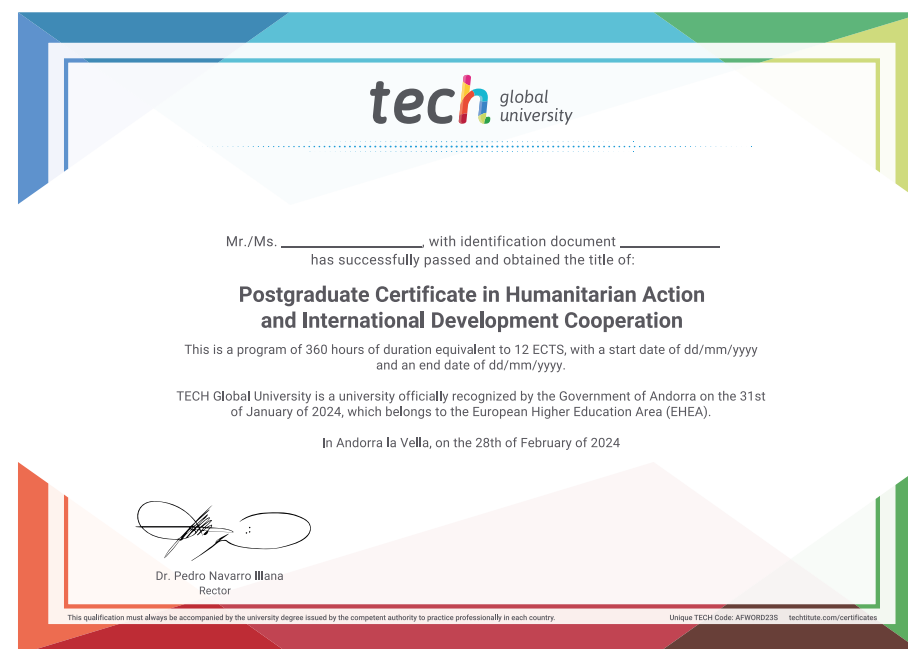 tech global
university
Mr./Ms. ____________, with identification document ____________
has successfully passed and obtained the title of:
Postgraduate Certificate in Humanitarian Action
and International Development Cooperation
This is a program of 360 hours of duration equivalent to 12 ECTS, with a start date of dd/mm/yyyy
and an end date of dd/mm/yyyy.
TECH Global University is a university officially recognized by the Government of Andorra on the 31st
of January of 2024, which belongs to the European Higher Education Area (EHEA).
In Andorra la Vella, on the 28th of February of 2024
Dr. Pedro Navarro Illana
Rector
This qualification must always be accompanied by the university degree issued by the competent authority to practice professionally in each country.
Unique TECH Code: AFWORD23S techtitute.com/certificates